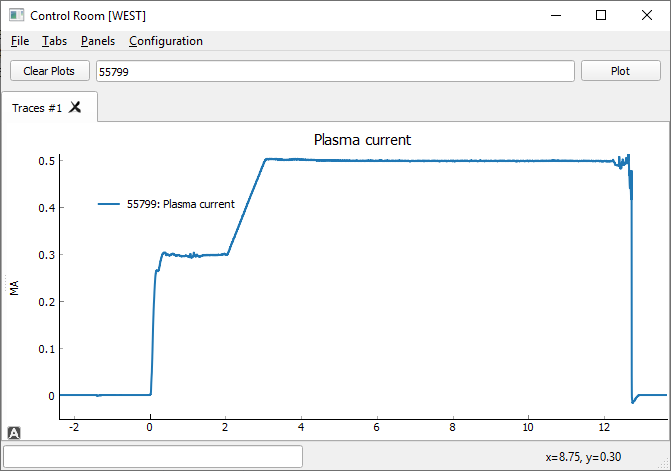 Control Room [WEST]
File Tabs Panels Configuration
Clear Plots 55799 Plot
Traces #1
Plasma current
0.5
0.4
55799: Plasma current
0.3
MA
0.2
0.1
0
-2 0 2 4 6 8 10 12
A
x=8.75, y=0.30